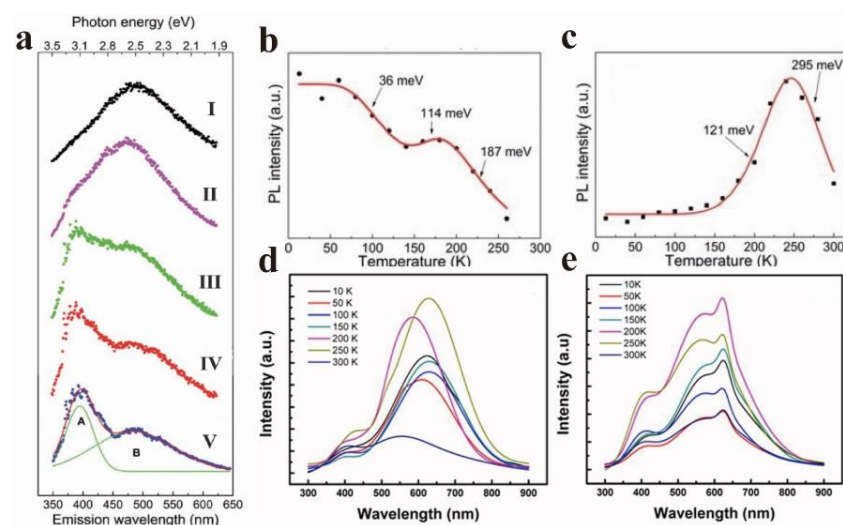 a
Photon energy (eV)
3.5 3.1 2.5 2.3 2.1 1.9
I
II
III
IV
V
A
B
350 400 450 500 550 600 650
Emission wavelength (nm)
b
PL intensity (a.u.)
36 meV
114 meV
187 meV
0 50 100 150 200 250 300
Temperature (K)
c
PL intensity (a.u.)
121 meV
295 meV
0 50 100 150 200 250 300
Temperature (K)
d
Intensity (a.u.)
10 K
50 K
100 K
150 K
200 K
250 K
300 K
300 400 500 600 700 800 900
Wavelength (nm)
e
Intensity (a.u)
10K
50K
100K
150K
200K
250K
300K
300 400 500 600 700 800 900
Wavelength (nm)